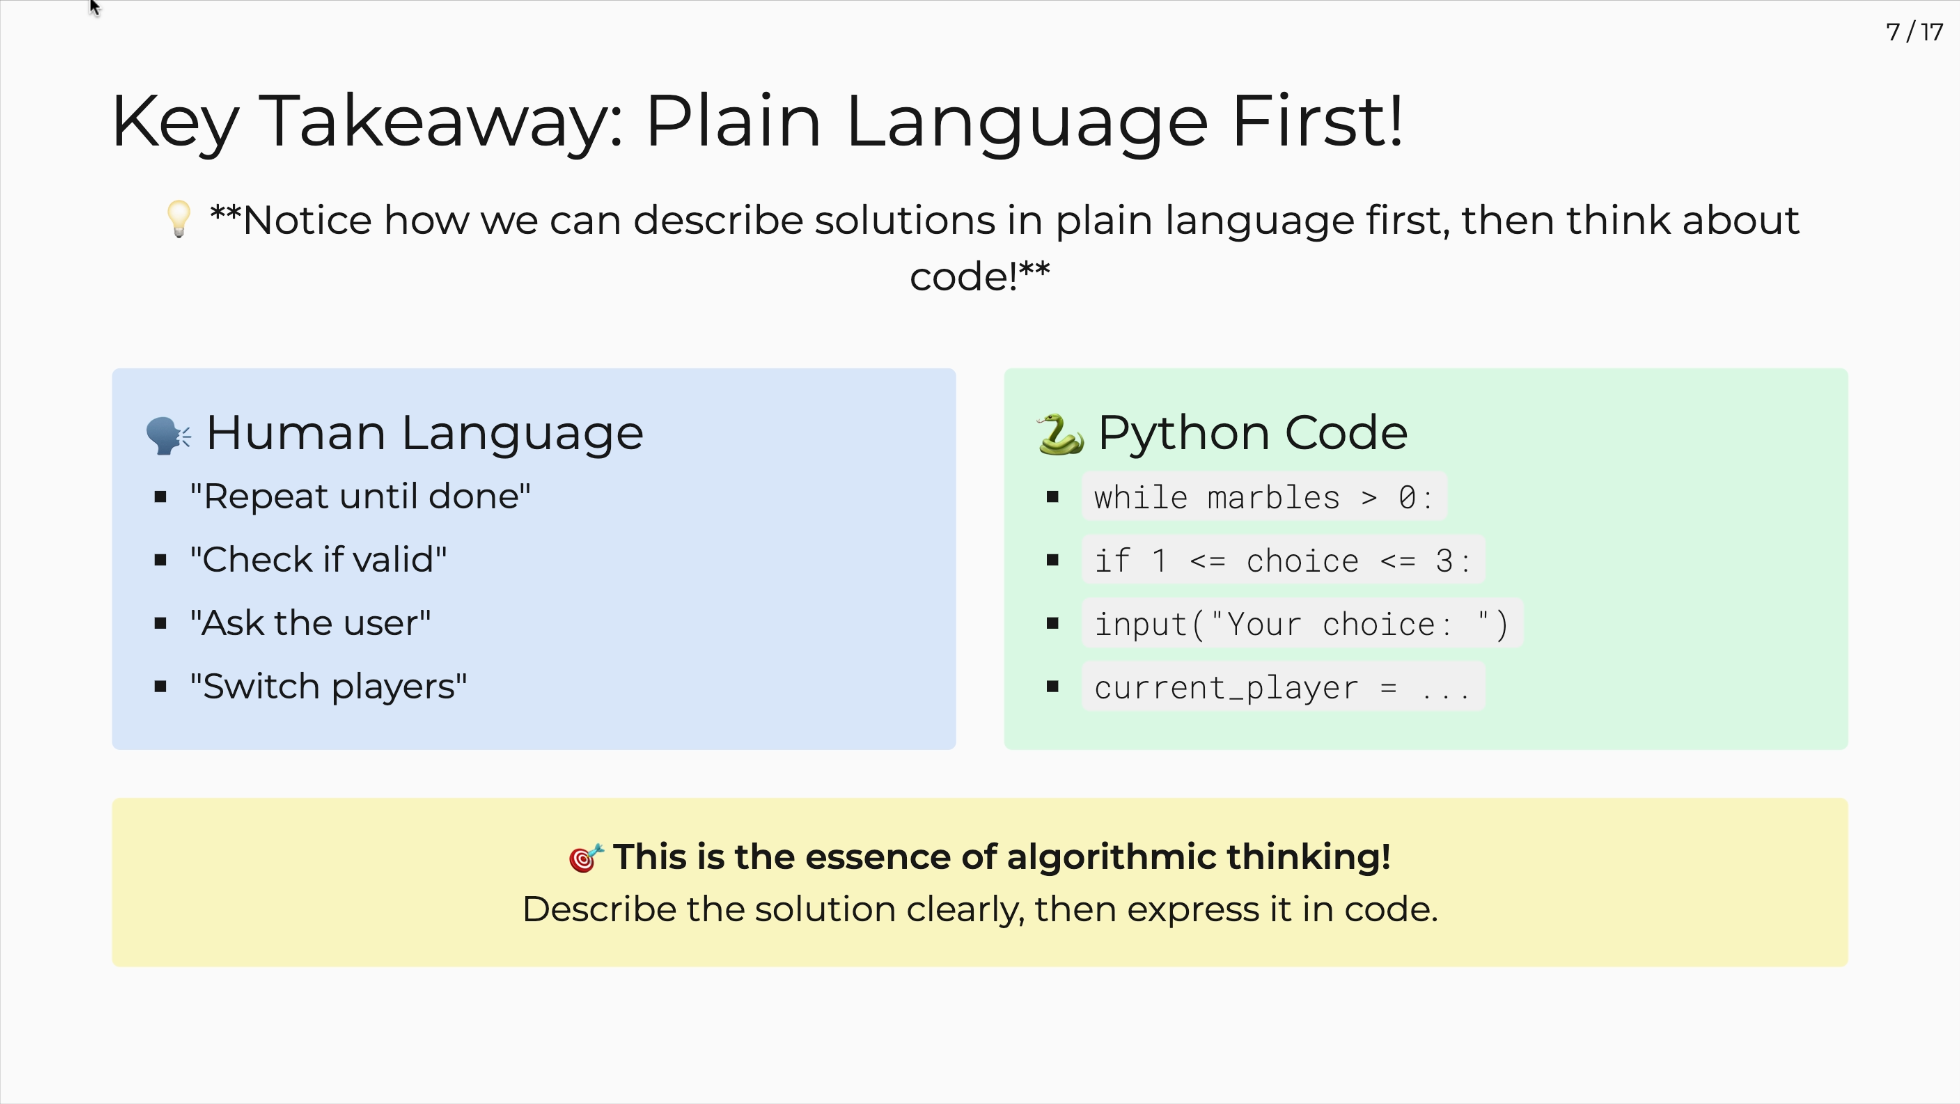 7 / 17
Key Takeaway: Plain Language First!
💡 **Notice how we can describe solutions in plain language first, then think about
code!**
🗣️ Human Language
▪ "Repeat until done"
▪ "Check if valid"
▪ "Ask the user"
▪ "Switch players"
🐍 Python Code
▪ while marbles > 0:
▪ if 1 <= choice <= 3:
▪ input("Your choice: ")
▪ current_player = ...
🎯 This is the essence of algorithmic thinking!
Describe the solution clearly, then express it in code.